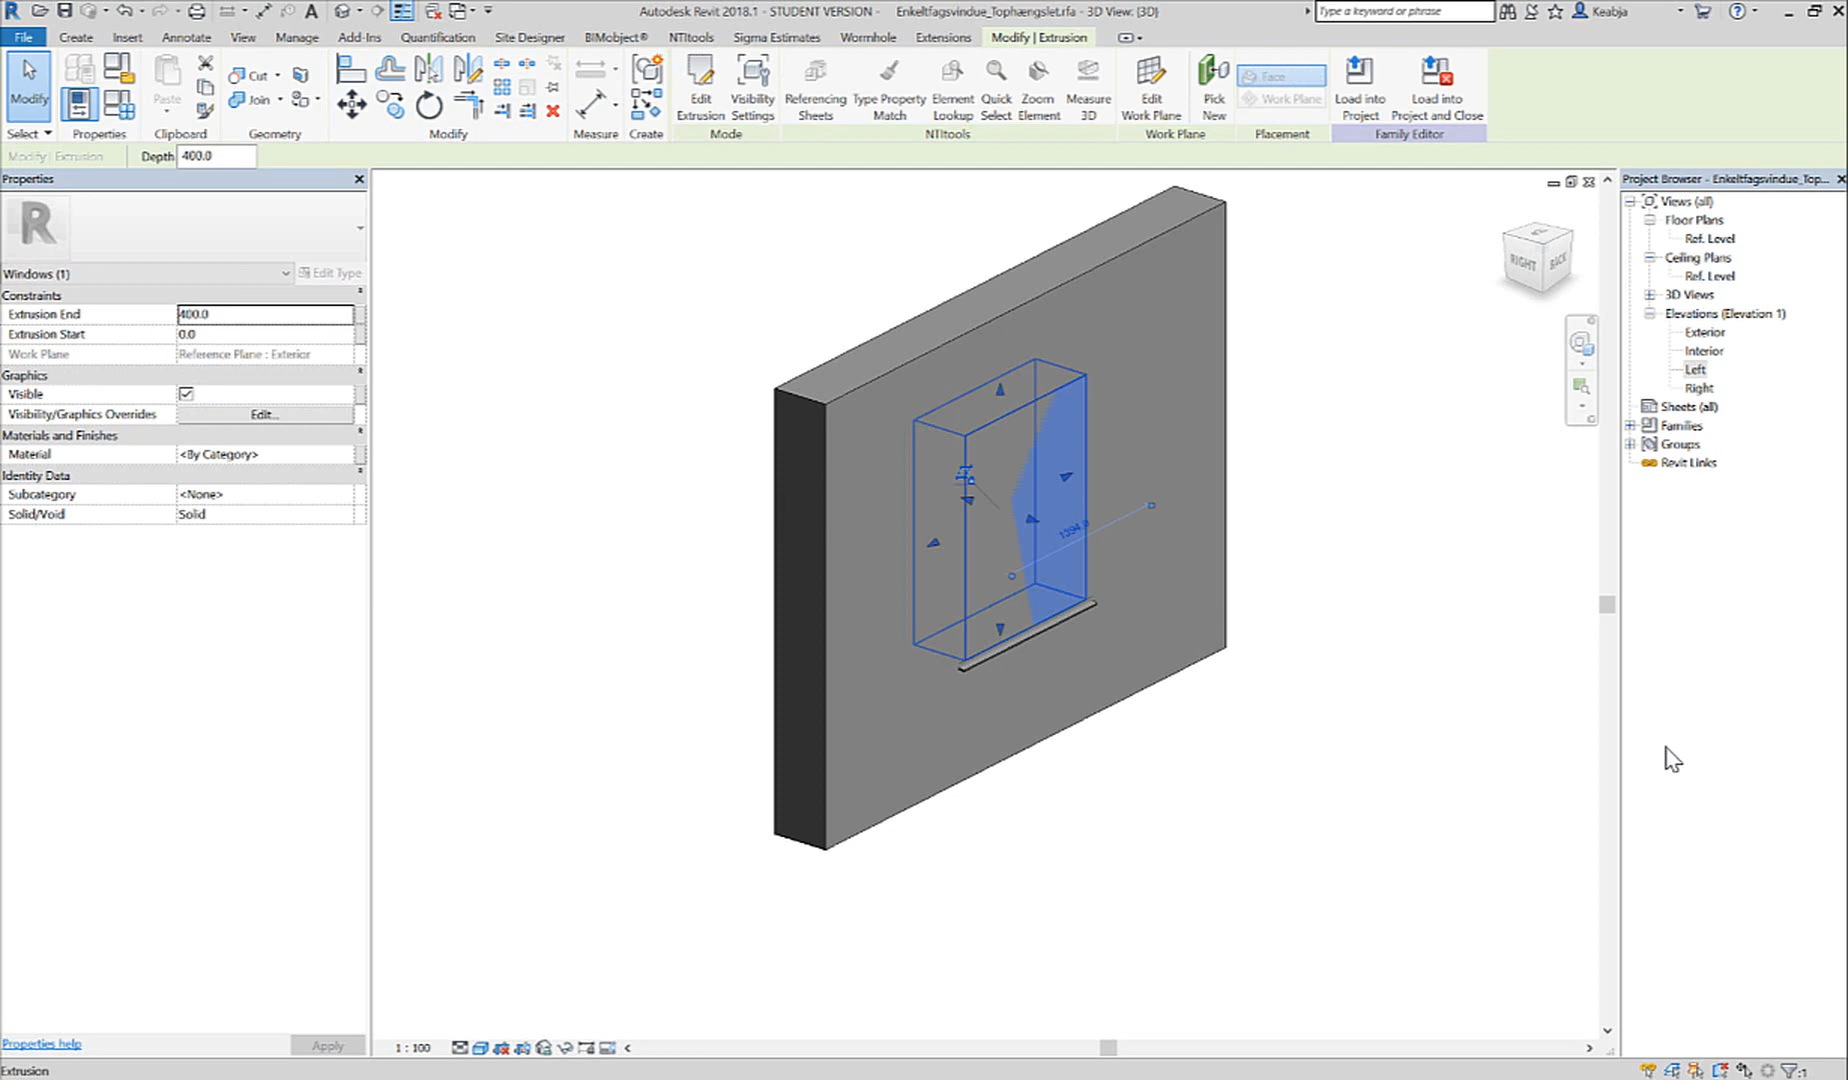 Autodesk Revit 2018.1 - STUDENT VERSION - Enkeltfagsvindue_Tophængslet.rfa - 3D View: {3D}
Type a keyword or phrase
Keabja
File Create Insert Annotate View Manage Add-Ins Quantification Site Designer BIMobject® NTItools Sigma Estimates Wormhole Extensions Modify | Extrusion
Modify
Paste
Cut
Join
Edit Extrusion
Visibility Settings
Referencing Sheets
Type Property Match
Element Lookup
Quick Select
Zoom Element
Measure 3D
Edit Work Plane
Pick New
Face
Work Plane
Load into Project
Load into Project and Close
Select Properties Clipboard Geometry Modify Measure Create Mode NTItools Work Plane Placement Family Editor
Modify | Extrusion Depth 400.0
Properties
R
Windows (1) Edit Type
Constraints
Extrusion End 400.0
Extrusion Start 0.0
Work Plane Reference Plane : Exterior
Graphics
Visible
Visibility/Graphics Overrides Edit...
Materials and Finishes
Material <By Category>
Identity Data
Subcategory <None>
Solid/Void Solid
Properties help Apply
1394.0
RIGHT BACK
Project Browser - Enkeltfagsvindue_Top...
Views (all)
Floor Plans
Ref. Level
Ceiling Plans
Ref. Level
3D Views
Elevations (Elevation 1)
Exterior
Interior
Left
Right
Sheets (all)
Families
Groups
Revit Links
1 : 100
Extrusion
:1